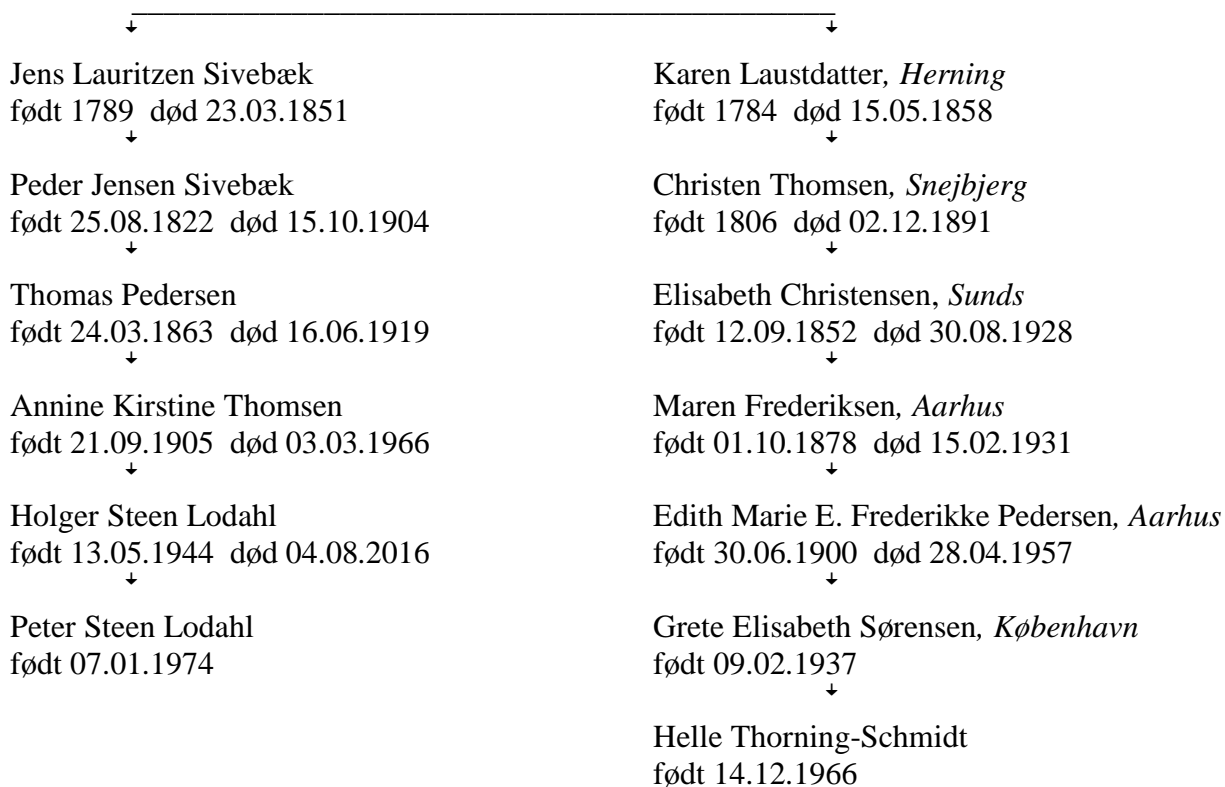 Jens Lauritzen Sivebæk
født 1789  død 23.03.1851
Peder Jensen Sivebæk
født 25.08.1822  død 15.10.1904
Thomas Pedersen
født 24.03.1863  død 16.06.1919
Annine Kirstine Thomsen
født 21.09.1905  død 03.03.1966
Holger Steen Lodahl
født 13.05.1944  død 04.08.2016
Peter Steen Lodahl
født 07.01.1974
Karen Laustdatter, Herning
født 1784  død 15.05.1858
Christen Thomsen, Snejbjerg
født 1806  død 02.12.1891
Elisabeth Christensen, Sunds
født 12.09.1852  død 30.08.1928
Maren Frederiksen, Aarhus
født 01.10.1878  død 15.02.1931
Edith Marie E. Frederikke Pedersen, Aarhus
født 30.06.1900  død 28.04.1957
Grete Elisabeth Sørensen, København
født 09.02.1937
Helle Thorning-Schmidt
født 14.12.1966